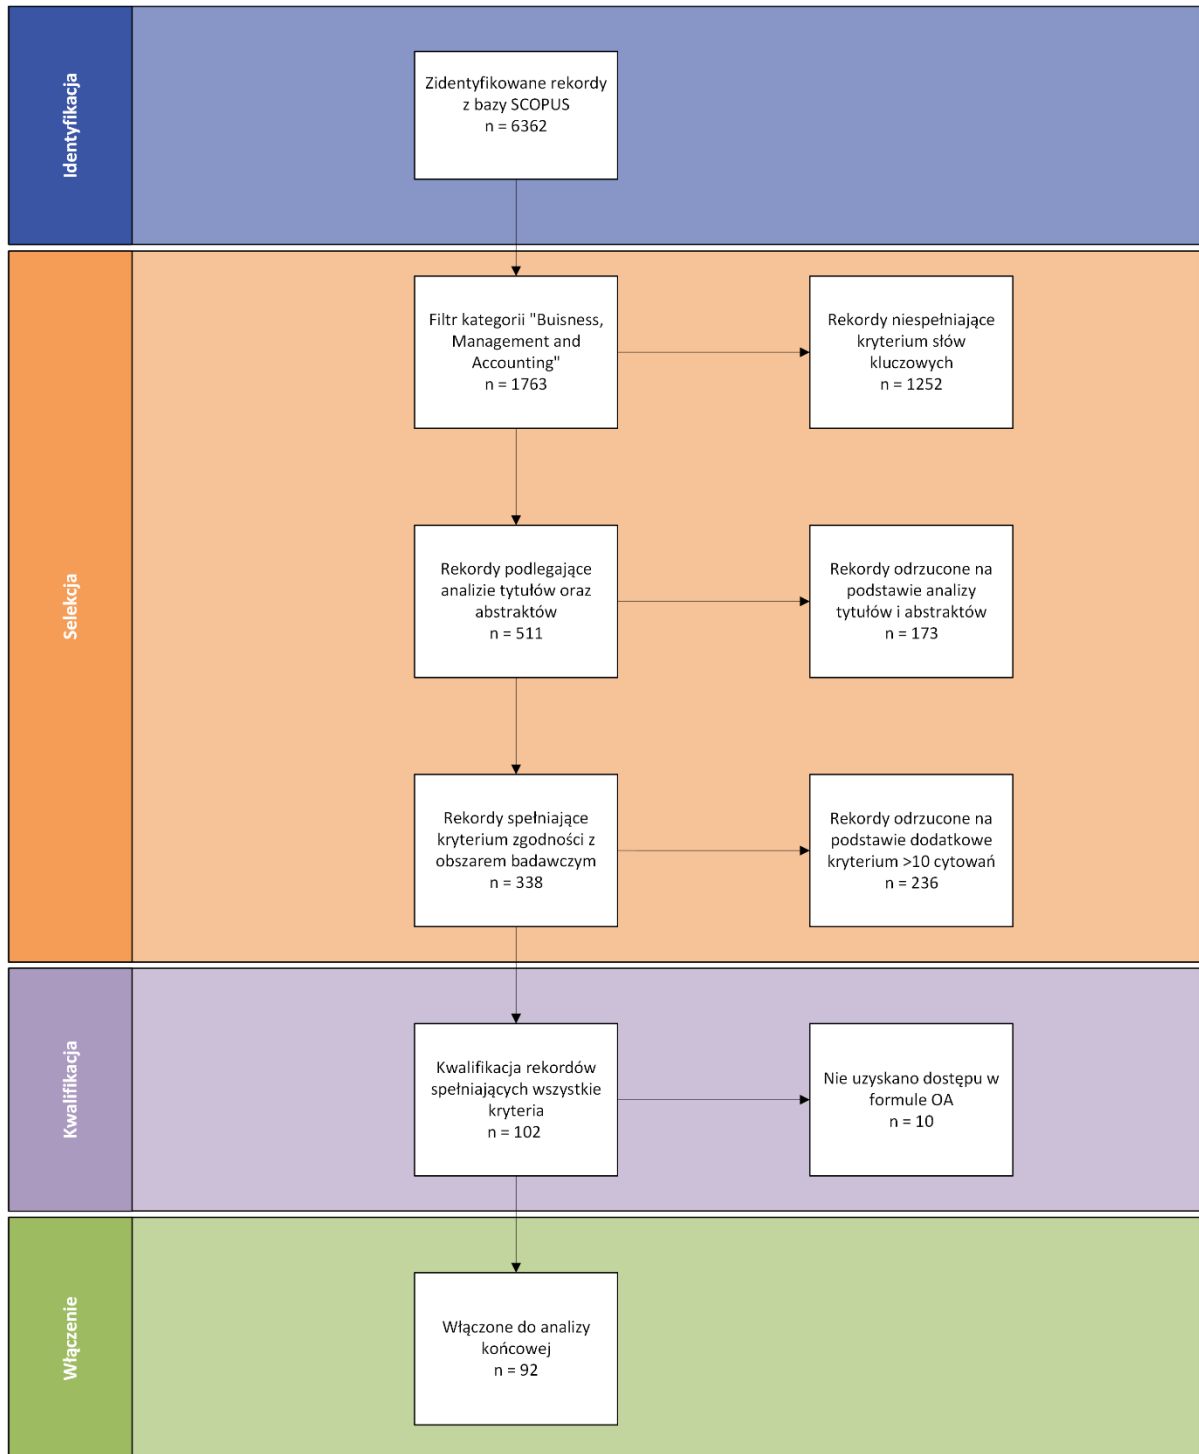 Identyfikacja
Zidentyfikowane rekordy
z bazy SCOPUS
n = 6362
Selekcja
Filtr kategorii "Buisness,
Management and
Accounting"
n = 1763
Rekordy niespełniające
kryterium słów
kluczowych
n = 1252
Rekordy podlegające
analizie tytułów oraz
abstraktów
n = 511
Rekordy odrzucone na
podstawie analizy
tytułów i abstraktów
n = 173
Rekordy spełniające
kryterium zgodności z
obszarem badawczym
n = 338
Rekordy odrzucone na
podstawie dodatkowe
kryterium >10 cytowań
n = 236
Kwalifikacja
Kwalifikacja rekordów
spełniających wszystkie
kryteria
n = 102
Nie uzyskano dostępu w
formule OA
n = 10
Włączenie
Włączone do analizy
końcowej
n = 92